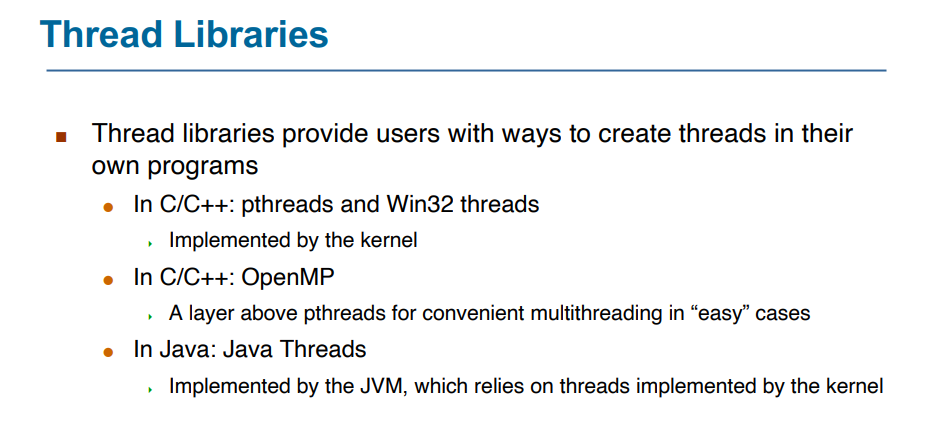 Thread Libraries
Thread libraries provide users with ways to create threads in their
own programs
In C/C++: pthreads and Win32 threads
Implemented by the kernel
In C/C++: OpenMP
A layer above pthreads for convenient multithreading in “easy” cases
In Java: Java Threads
Implemented by the JVM, which relies on threads implemented by the kernel